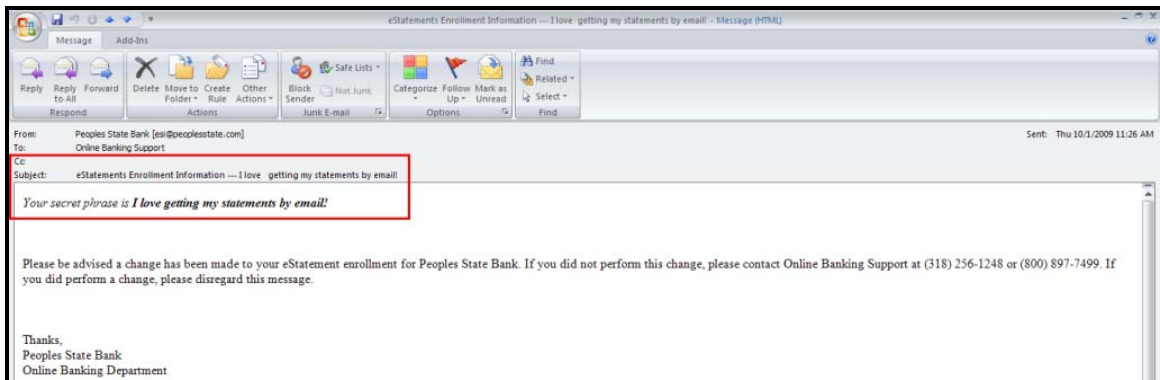 eStatements Enrollment Information --- I love getting my statements by email! - Message (HTML)
Message Add-Ins
Reply Reply to All Forward Delete Move to Folder Create Rule Other Actions Block Sender Safe Lists Not Junk Categorize Follow Up Mark as Unread Find Related Select
Respond Actions Junk E-mail Options Find
From: Peoples State Bank [esi@peoplesstate.com] Sent: Thu 10/1/2009 11:26 AM
To: Online Banking Support
Cc:
Subject: eStatements Enrollment Information --- I love getting my statements by email!
Your secret phrase is I love getting my statements by email!
Please be advised a change has been made to your eStatement enrollment for Peoples State Bank. If you did not perform this change, please contact Online Banking Support at (318) 256-1248 or (800) 897-7499. If
you did perform a change, please disregard this message.
Thanks,
Peoples State Bank
Online Banking Department